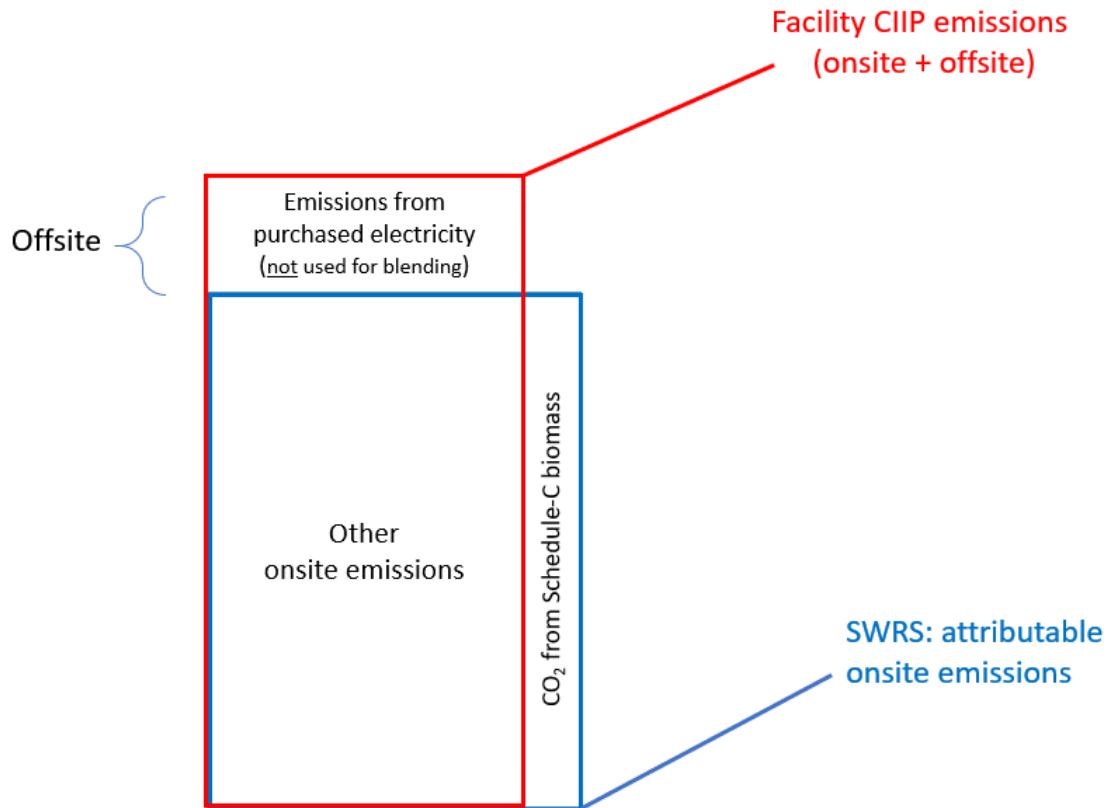 Facility CIIP emissions
(onsite + offsite)
Emissions from
purchased electricity
(not used for blending)
Offsite
CO₂ from Schedule-C biomass
Other
onsite emissions
SWRS: attributable
onsite emissions